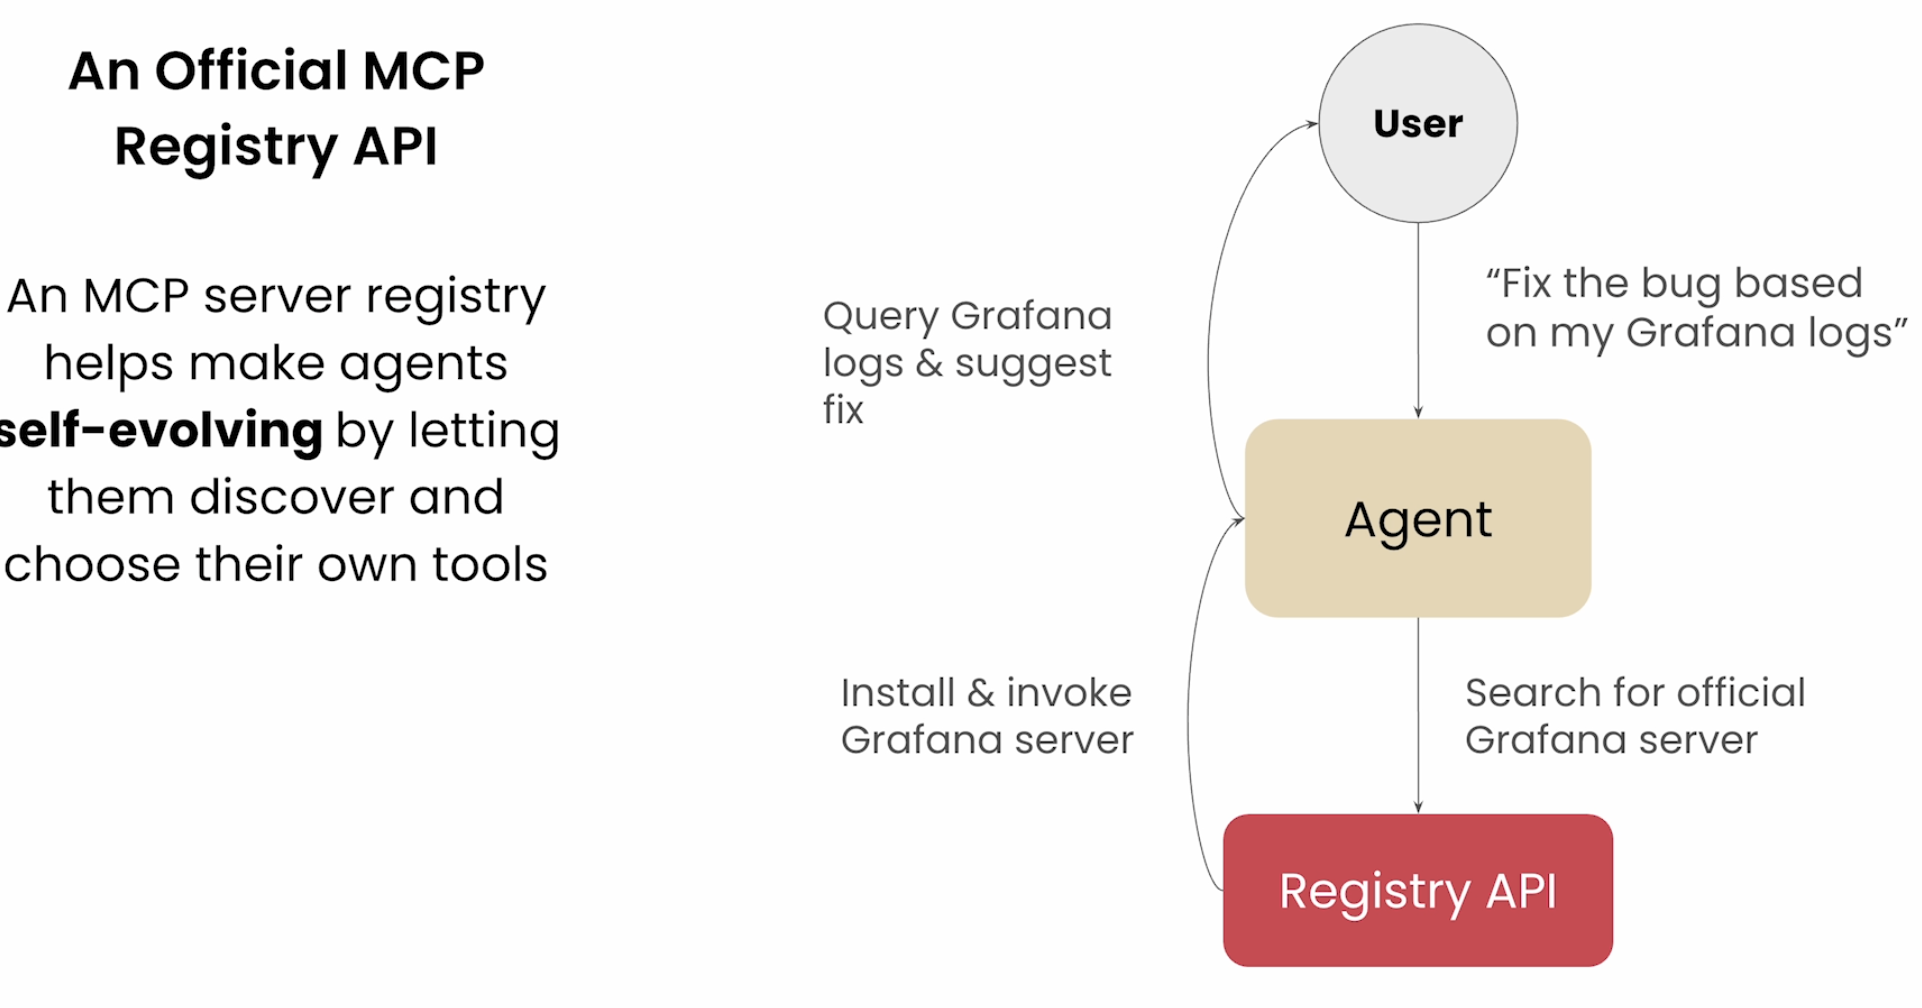 An Official MCP
Registry API
An MCP server registry
helps make agents
self-evolving by letting
them discover and
choose their own tools
User
“Fix the bug based
on my Grafana logs”
Query Grafana
logs & suggest
fix
Agent
Install & invoke
Grafana server
Search for official
Grafana server
Registry API